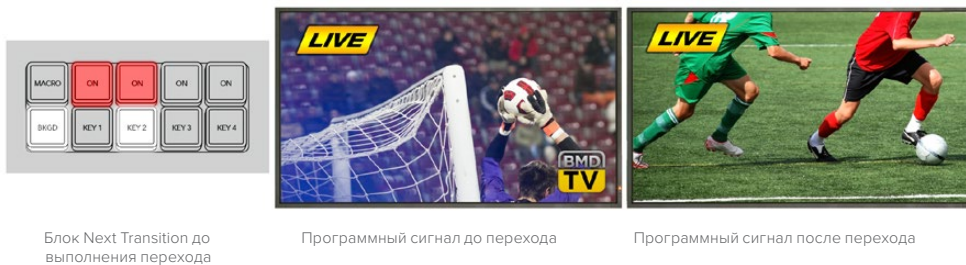 LIVE
LIVE
MACRO ON ON ON ON
BKGD KEY 1 KEY 2 KEY 3 KEY 4
BMD
TV
Блок Next Transition до
выполнения перехода
Программный сигнал до перехода
Программный сигнал после перехода